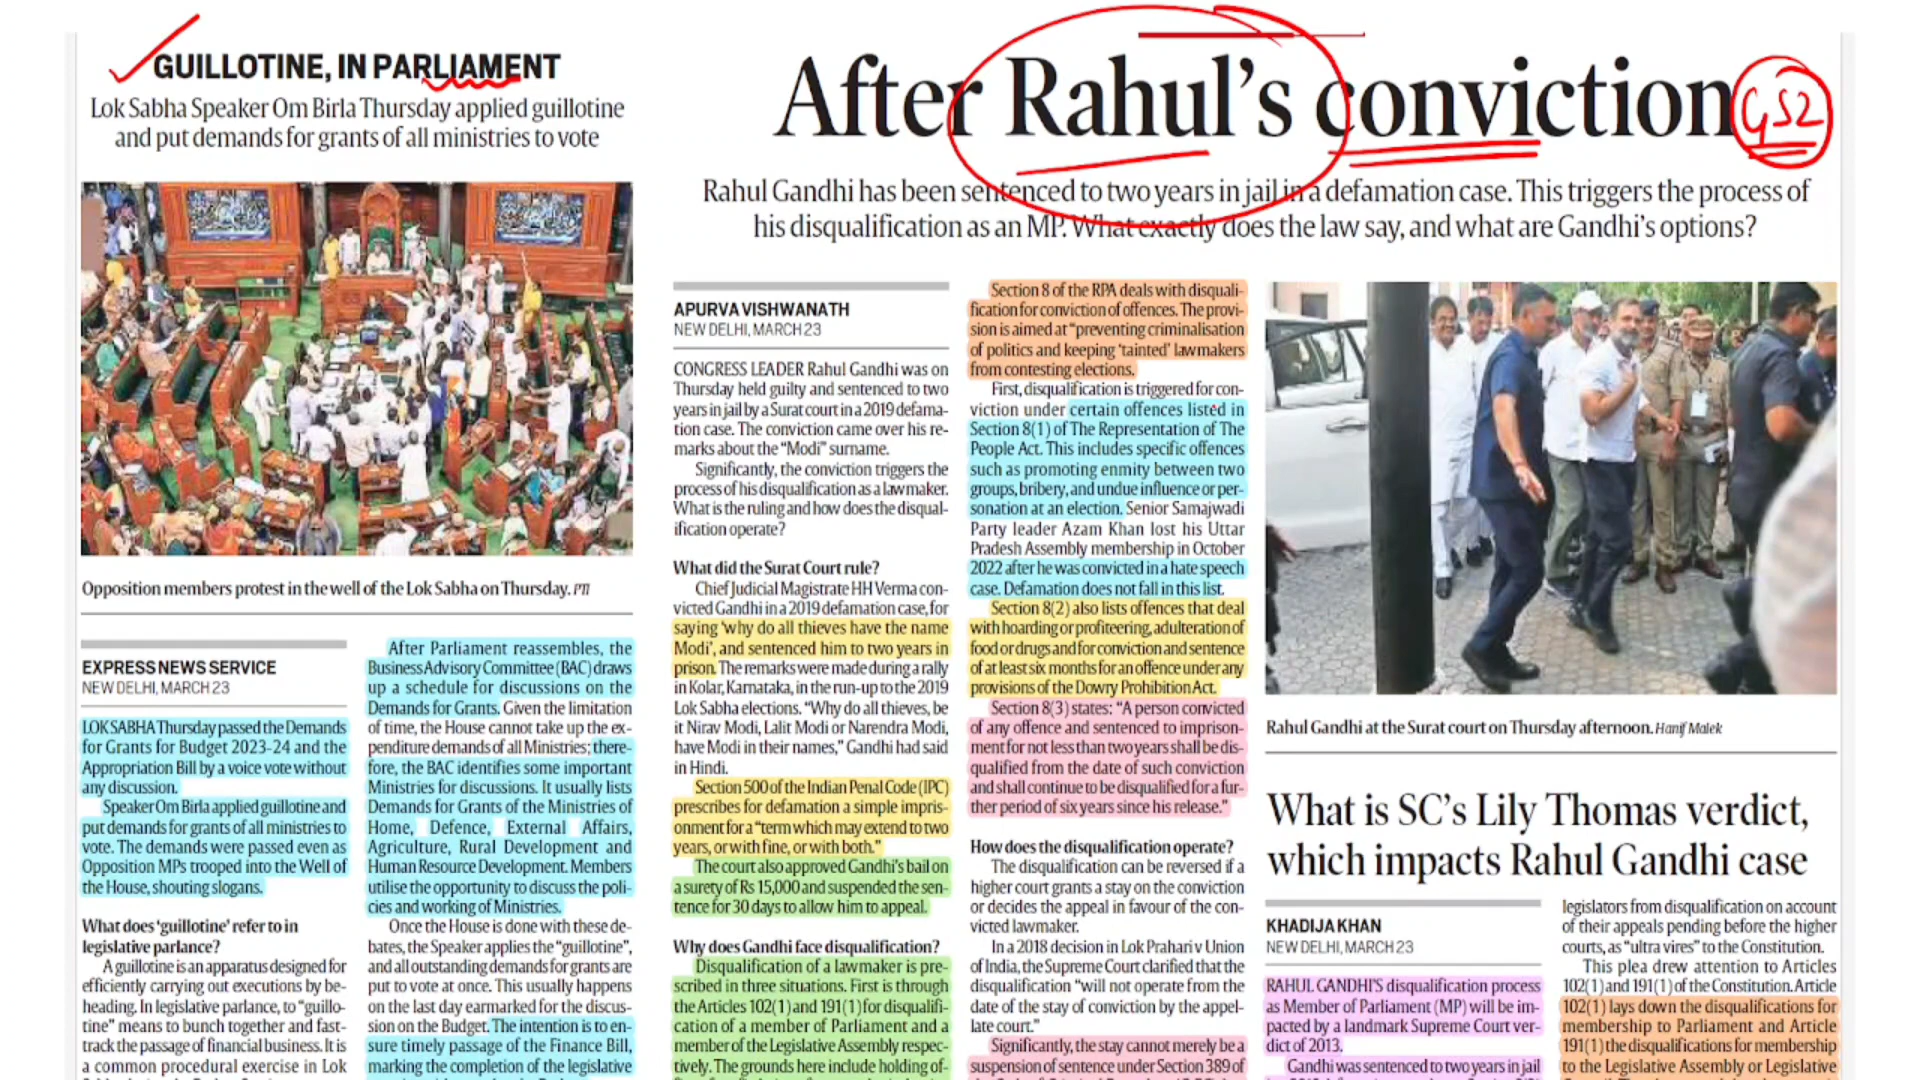 GUILLOTINE, IN PARLIAMENT
Lok Sabha Speaker Om Birla Thursday applied guillotine
and put demands for grants of all ministries to vote
Opposition members protest in the well of the Lok Sabha on Thursday. PTI
EXPRESS NEWS SERVICE
NEW DELHI, MARCH 23
LOK SABHA Thursday passed the Demands
for Grants for Budget 2023-24 and the
Appropriation Bill by a voice vote without
any discussion.
Speaker Om Birla applied guillotine and
put demands for grants of all ministries to
vote. The demands were passed even as
Opposition MPs trooped into the Well of
the House, shouting slogans.
What does ‘guillotine’ refer to in
legislative parlance?
A guillotine is an apparatus designed for
efficiently carrying out executions by be-
heading. In legislative parlance, to “guillo-
tine” means to bunch together and fast-
track the passage of financial business. It is
a common procedural exercise in Lok
After Parliament reassembles, the
Business Advisory Committee (BAC) draws
up a schedule for discussions on the
Demands for Grants. Given the limitation
of time, the House cannot take up the ex-
penditure demands of all Ministries; there-
fore, the BAC identifies some important
Ministries for discussions. It usually lists
Demands for Grants of the Ministries of
Home, Defence, External Affairs,
Agriculture, Rural Development and
Human Resource Development. Members
utilise the opportunity to discuss the poli-
cies and working of Ministries.
Once the House is done with these de-
bates, the Speaker applies the “guillotine”,
and all outstanding demands for grants are
put to vote at once. This usually happens
on the last day earmarked for the discus-
sion on the Budget. The intention is to en-
sure timely passage of the Finance Bill,
marking the completion of the legislative
After Rahul’s conviction
GS2
Rahul Gandhi has been sentenced to two years in jail in a defamation case. This triggers the process of
his disqualification as an MP. What exactly does the law say, and what are Gandhi’s options?
APURVA VISHWANATH
NEW DELHI, MARCH 23
CONGRESS LEADER Rahul Gandhi was on
Thursday held guilty and sentenced to two
years in jail by a Surat court in a 2019 defama-
tion case. The conviction came over his re-
marks about the “Modi” surname.
Significantly, the conviction triggers the
process of his disqualification as a lawmaker.
What is the ruling and how does the disqual-
ification operate?
What did the Surat Court rule?
Chief Judicial Magistrate HH Verma con-
victed Gandhi in a 2019 defamation case, for
saying ‘why do all thieves have the name
Modi’, and sentenced him to two years in
prison. The remarks were made during a rally
in Kolar, Karnataka, in the run-up to the 2019
Lok Sabha elections. “Why do all thieves, be
it Nirav Modi, Lalit Modi or Narendra Modi,
have Modi in their names,” Gandhi had said
in Hindi.
Section 500 of the Indian Penal Code (IPC)
prescribes for defamation a simple impris-
onment for a “term which may extend to two
years, or with fine, or with both.”
The court also approved Gandhi’s bail on
a surety of Rs 15,000 and suspended the sen-
tence for 30 days to allow him to appeal.
Why does Gandhi face disqualification?
Disqualification of a lawmaker is pre-
scribed in three situations. First is through
the Articles 102(1) and 191(1) for disqualifi-
cation of a member of Parliament and a
member of the Legislative Assembly respec-
tively. The grounds here include holding of-
Section 8 of the RPA deals with disquali-
fication for conviction of offences. The provi-
sion is aimed at “preventing criminalisation
of politics and keeping ‘tainted’ lawmakers
from contesting elections.
First, disqualification is triggered for con-
viction under certain offences listed in
Section 8(1) of The Representation of The
People Act. This includes specific offences
such as promoting enmity between two
groups, bribery, and undue influence or per-
sonation at an election. Senior Samajwadi
Party leader Azam Khan lost his Uttar
Pradesh Assembly membership in October
2022 after he was convicted in a hate speech
case. Defamation does not fall in this list.
Section 8(2) also lists offences that deal
with hoarding or profiteering, adulteration of
food or drugs and for conviction and sentence
of at least six months for an offence under any
provisions of the Dowry Prohibition Act.
Section 8(3) states: “A person convicted
of any offence and sentenced to imprison-
ment for not less than two years shall be dis-
qualified from the date of such conviction
and shall continue to be disqualified for a fur-
ther period of six years since his release.”
How does the disqualification operate?
The disqualification can be reversed if a
higher court grants a stay on the conviction
or decides the appeal in favour of the con-
victed lawmaker.
In a 2018 decision in Lok Prahari v Union
of India, the Supreme Court clarified that the
disqualification “will not operate from the
date of the stay of conviction by the appel-
late court.”
Significantly, the stay cannot merely be a
suspension of sentence under Section 389 of
Rahul Gandhi at the Surat court on Thursday afternoon. Hanif Malek
What is SC’s Lily Thomas verdict,
which impacts Rahul Gandhi case
KHADIJA KHAN
NEW DELHI, MARCH 23
RAHUL GANDHI’S disqualification process
as Member of Parliament (MP) will be im-
pacted by a landmark Supreme Court ver-
dict of 2013.
Gandhi was sentenced to two years in jail
legislators from disqualification on account
of their appeals pending before the higher
courts, as “ultra vires” to the Constitution.
This plea drew attention to Articles
102(1) and 191(1) of the Constitution. Article
102(1) lays down the disqualifications for
membership to Parliament and Article
191(1) the disqualifications for membership
to the Legislative Assembly or Legislative